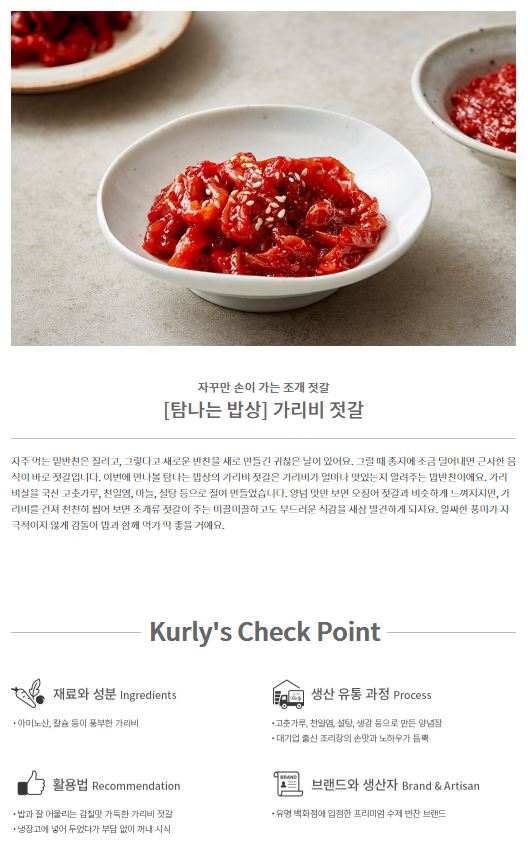 자꾸만 손이 가는 조개 젓갈
[탐나는 밥상] 가리비 젓갈
자주 먹는 밑반찬은 질리고, 그렇다고 새로운 반찬을 새로 만들긴 귀찮은 날이 있어요. 그럴 때 종지에 조금 덜어내면 근사한 음
식이 바로 젓갈입니다. 이번에 만나볼 탐나는 밥상의 가리비 젓갈은 가리비가 얼마나 맛있는지 알려주는 밥반찬이에요. 가리
비살을 국산 고춧가루, 천일염, 마늘, 설탕 등으로 절여 만들었습니다. 양념 맛만 보면 오징어 젓갈과 비슷하게 느껴지지만, 가
리비를 건져 천천히 씹어 보면 조개류 젓갈이 주는 미끌미끌하고도 부드러운 식감을 새삼 발견하게 되지요. 알싸한 풍미가 자
극적이지 않게 감돌아 밥과 함께 먹기 딱 좋을 거예요.
Kurly's Check Point
재료와 성분 Ingredients
• 아미노산, 칼슘 등이 풍부한 가리비
생산 유통 과정 Process
• 고춧가루, 천일염, 설탕, 생강 등으로 만든 양념장
• 대기업 출신 조리장의 손맛과 노하우가 듬뿍
활용법 Recommendation
• 밥과 잘 어울리는 감칠맛 가득한 가리비 젓갈
• 냉장고에 넣어 두었다가 부담 없이 꺼내 시식
BRAND
브랜드와 생산자 Brand & Artisan
• 유명 백화점에 입점한 프리미엄 수제 반찬 브랜드